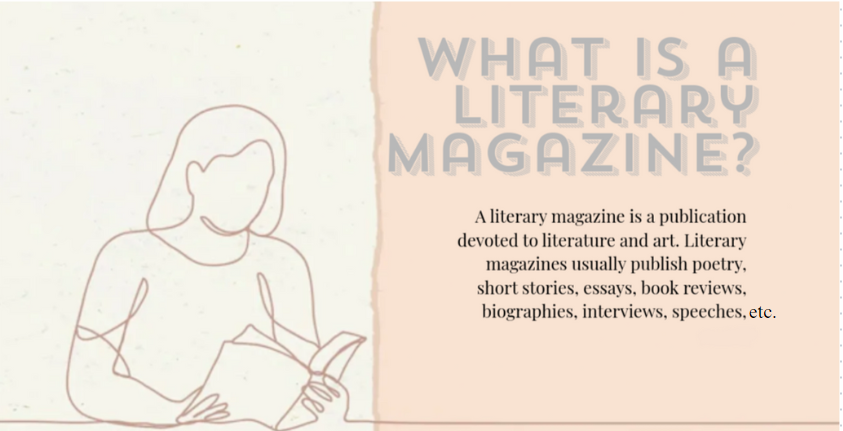 WHAT IS A
LITERARY
MAGAZINE?
A literary magazine is a publication
devoted to literature and art. Literary
magazines usually publish poetry,
short stories, essays, book reviews,
biographies, interviews, speeches, etc.